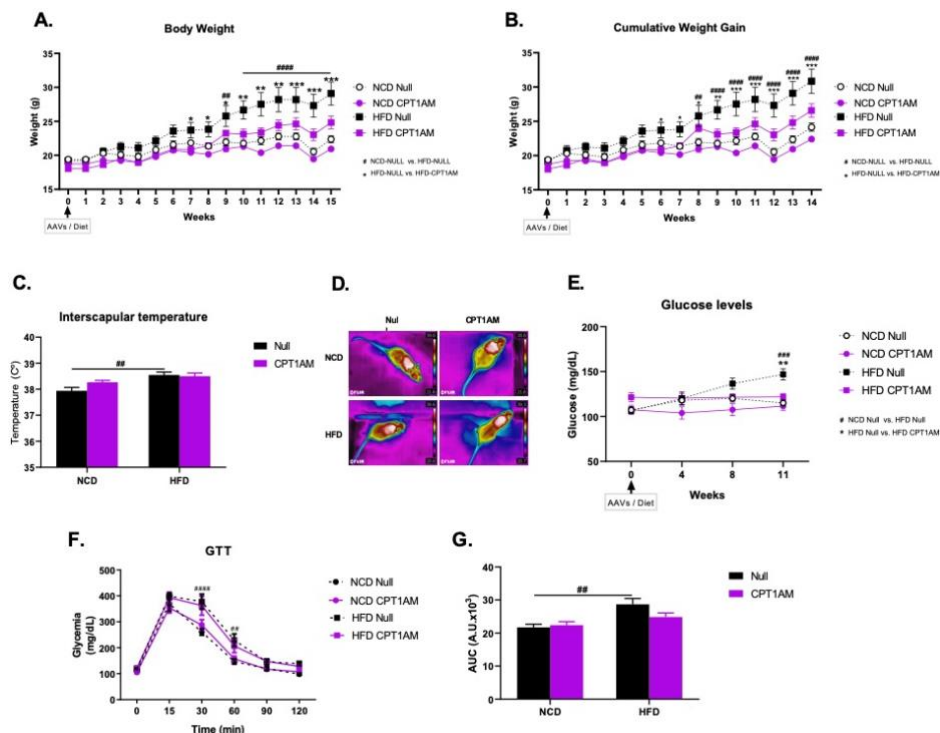 A.
Body Weight
Weight (g)
35
30
25
20
15
####
##
* * * ** ** ** *** *** ***
0 1 2 3 4 5 6 7 8 9 10 11 12 13 14 15
Weeks
AAVs / Diet
NCD Null
NCD CPT1AM
HFD Null
HFD CPT1AM
# NCD-NULL vs HFD-NULL
* HFD-NULL vs. HFD-CPT1AM
B.
Cumulative Weight Gain
Weight (g)
35
30
25
20
15
## #### #### #### #### #### ####
* * * ** *** *** *** *** ***
0 1 2 3 4 5 6 7 8 9 10 11 12 13 14
Weeks
AAVs / Diet
NCD Null
NCD CPT1AM
HFD Null
HFD CPT1AM
# NCD-NULL vs HFD-NULL
* HFD-NULL vs. HFD-CPT1AM
C.
Interscapular temperature
Temperature (Cº)
40
39
38
37
36
35
##
NCD
HFD
Null
CPT1AM
D.
Nul
CPT1AM
NCD
HFD
E.
Glucose levels
Glucose (mg/dL)
200
150
100
50
###
**
0 4 8 11
Weeks
AAVs / Diet
NCD Null
NCD CPT1AM
HFD Null
HFD CPT1AM
# NCD Null vs. HFD Null
* HFD Null vs. HFD CPT1AM
F.
GTT
Glycemia
(mg/dL)
500
400
300
200
100
0
####
##
0 15 30 60 90 120
Time (min)
NCD Null
NCD CPT1AM
HFD Null
HFD CPT1AM
G.
AUC (A.U.x10³)
40
30
20
10
0
##
NCD
HFD
Null
CPT1AM